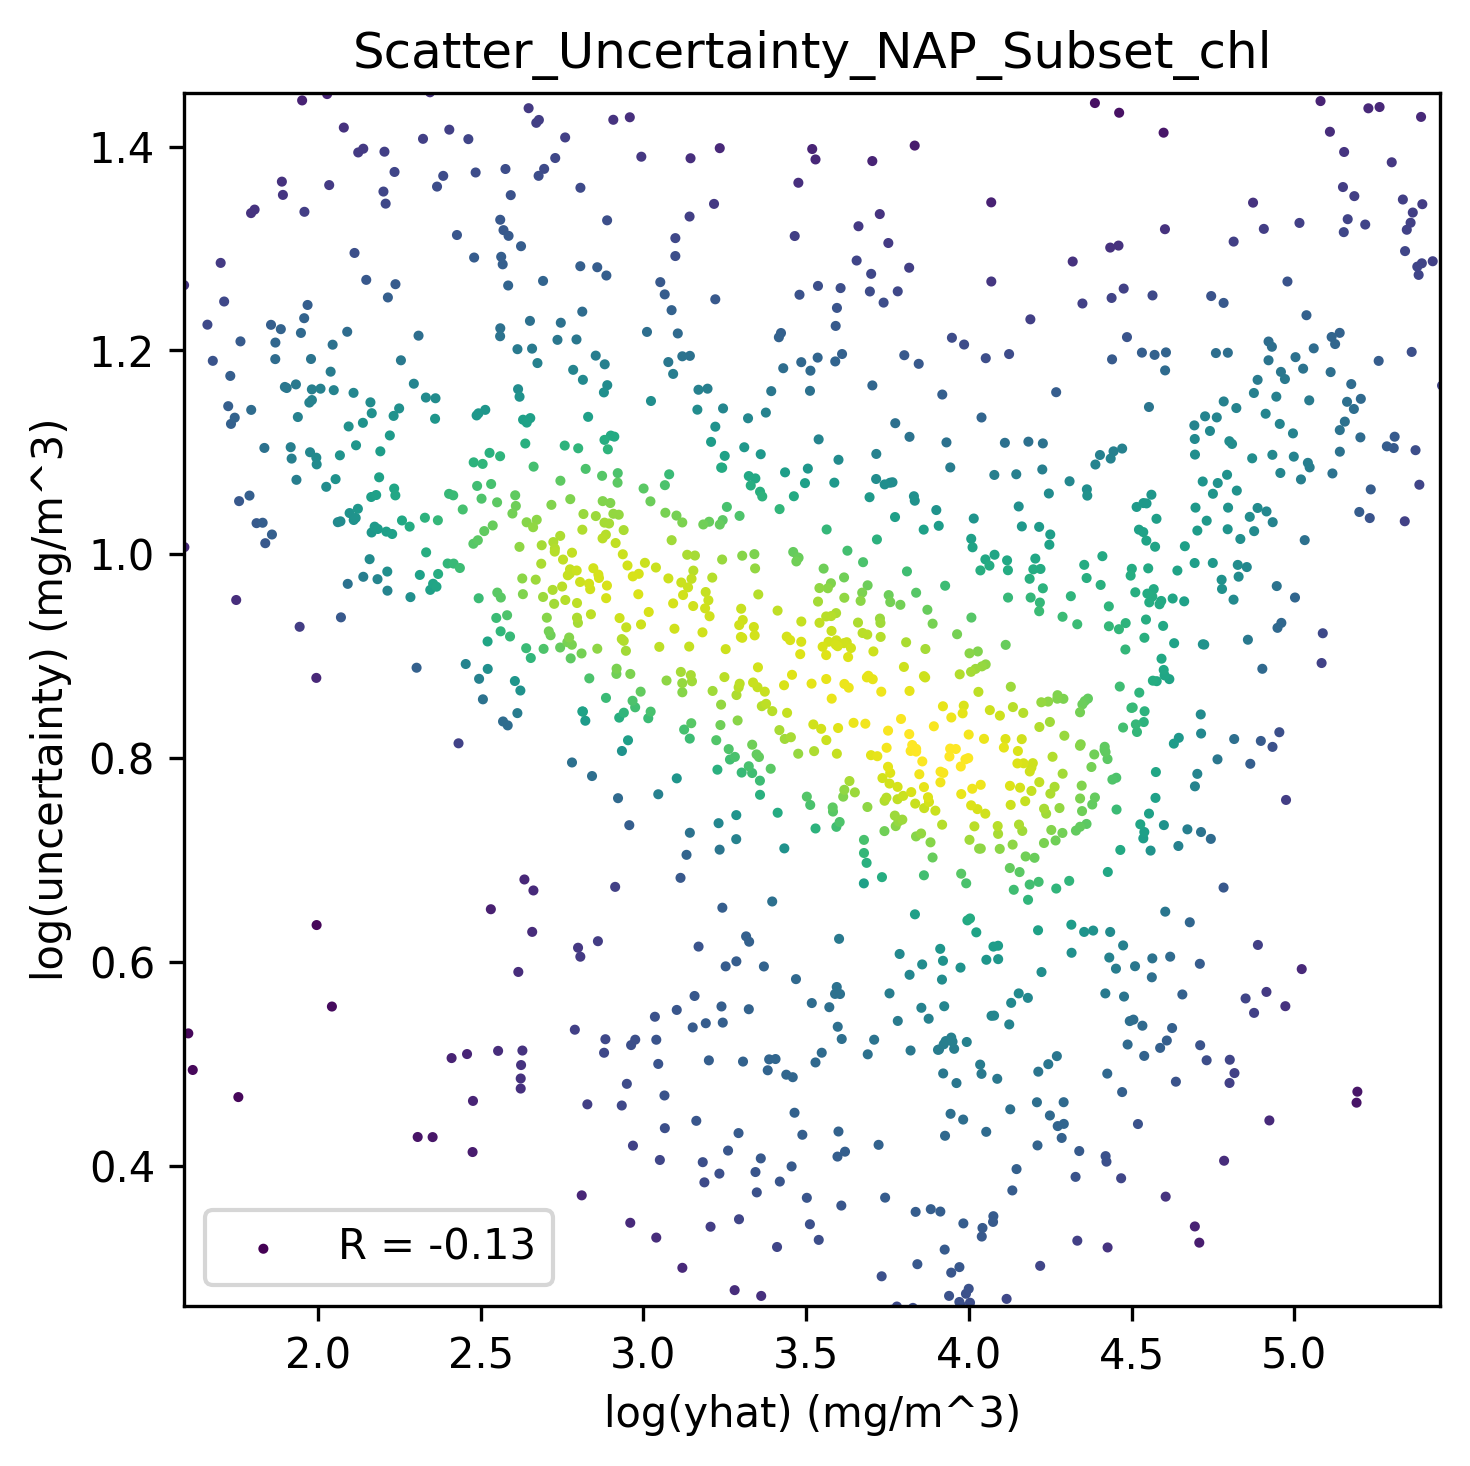 Scatter_Uncertainty_NAP_Subset_chl
log(uncertainty) (mg/m^3)
1.4
1.2
1.0
0.8
0.6
0.4
R = -0.13
2.0 2.5 3.0 3.5 4.0 4.5 5.0
log(yhat) (mg/m^3)